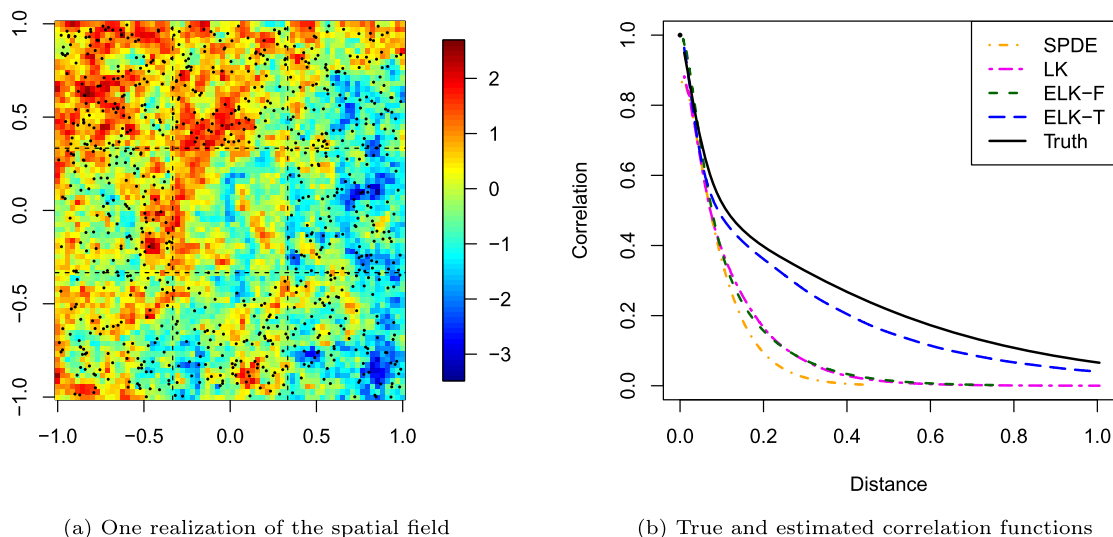 1.0
0.5
0.0
−0.5
−1.0
−1.0 −0.5 0.0 0.5 1.0
2
1
0
−1
−2
−3
(a) One realization of the spatial field
Correlation
1.0
0.8
0.6
0.4
0.2
0.0
0.0 0.2 0.4 0.6 0.8 1.0
Distance
SPDE
LK
ELK−F
ELK−T
Truth
(b) True and estimated correlation functions